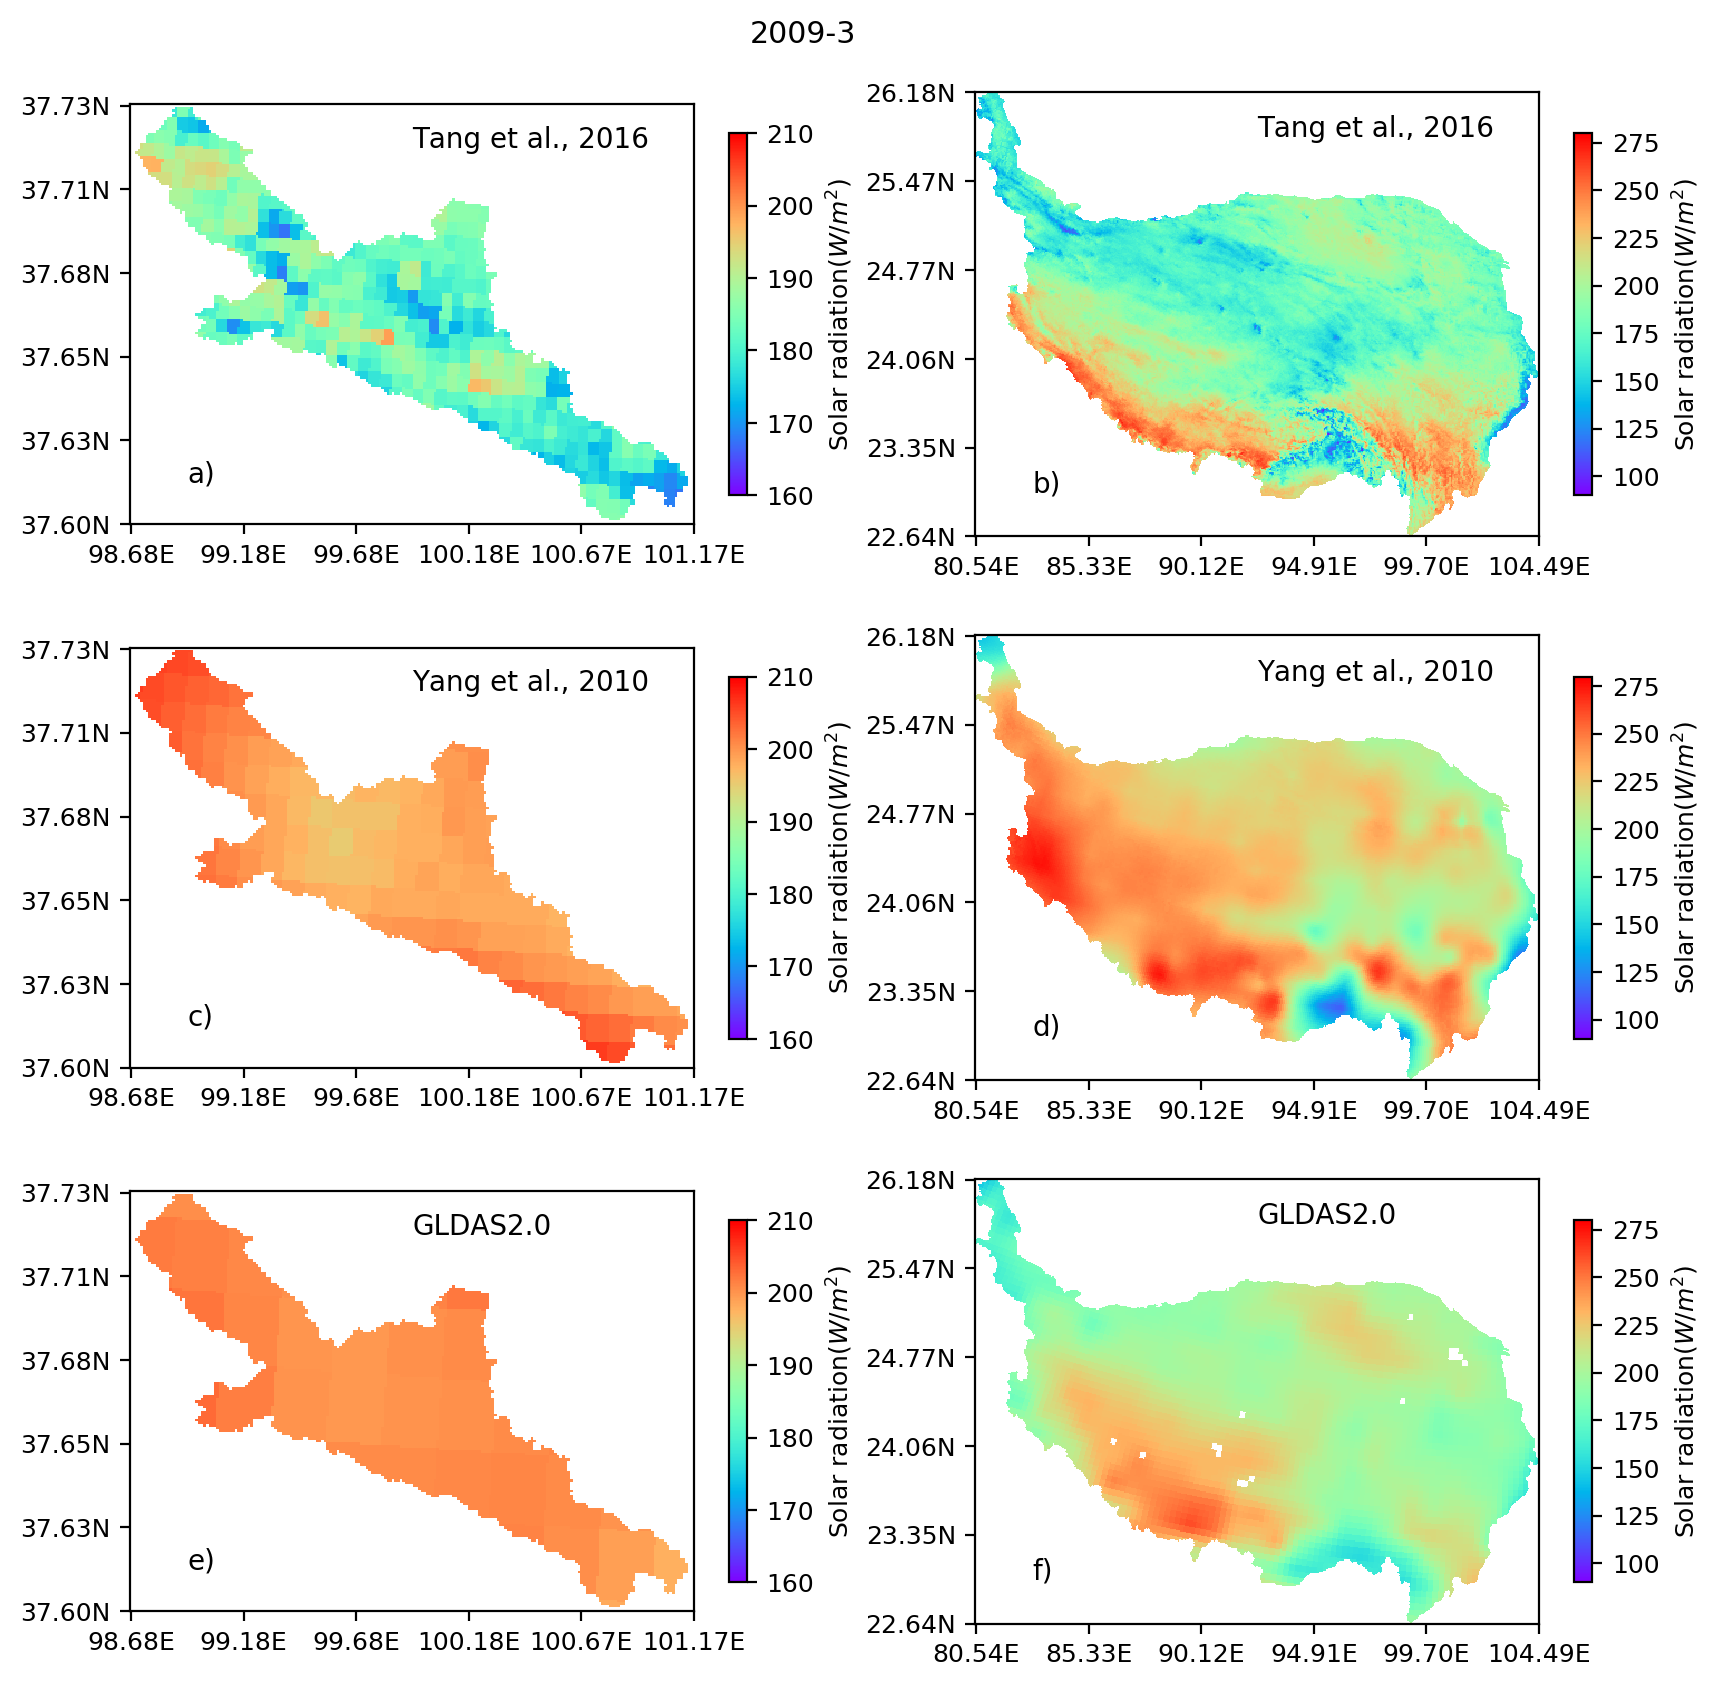 2009-3
37.73N
37.71N
37.68N
37.65N
37.63N
37.60N
98.68E 99.18E 99.68E 100.18E 100.67E 101.17E
Tang et al., 2016
a)
210
200
190
180
170
160
Solar radiation(W/m²)
26.18N
25.47N
24.77N
24.06N
23.35N
22.64N
80.54E 85.33E 90.12E 94.91E 99.70E 104.49E
Tang et al., 2016
b)
275
250
225
200
175
150
125
100
Solar radiation(W/m²)
37.73N
37.71N
37.68N
37.65N
37.63N
37.60N
98.68E 99.18E 99.68E 100.18E 100.67E 101.17E
Yang et al., 2010
c)
210
200
190
180
170
160
Solar radiation(W/m²)
26.18N
25.47N
24.77N
24.06N
23.35N
22.64N
80.54E 85.33E 90.12E 94.91E 99.70E 104.49E
Yang et al., 2010
d)
275
250
225
200
175
150
125
100
Solar radiation(W/m²)
37.73N
37.71N
37.68N
37.65N
37.63N
37.60N
98.68E 99.18E 99.68E 100.18E 100.67E 101.17E
GLDAS2.0
e)
210
200
190
180
170
160
Solar radiation(W/m²)
26.18N
25.47N
24.77N
24.06N
23.35N
22.64N
80.54E 85.33E 90.12E 94.91E 99.70E 104.49E
GLDAS2.0
f)
275
250
225
200
175
150
125
100
Solar radiation(W/m²)